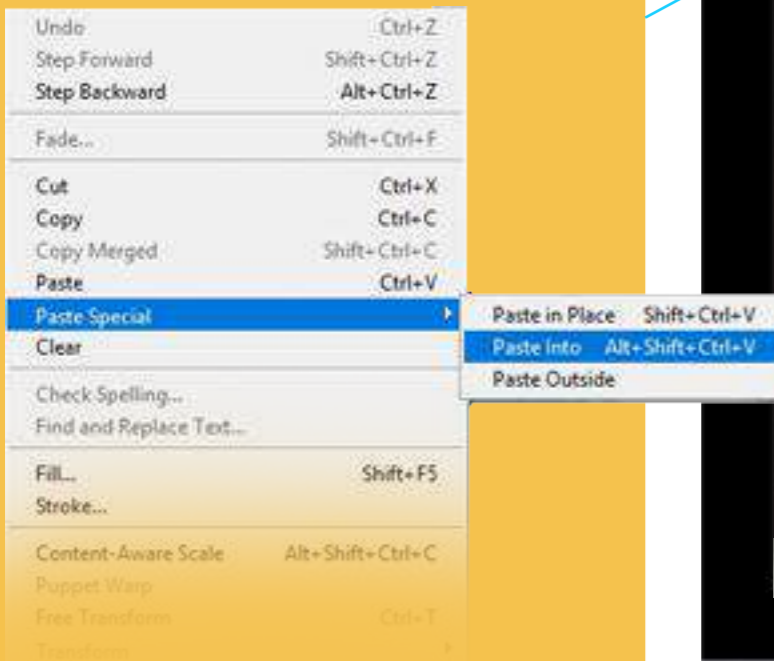 Undo Ctrl+Z
Step Forward Shift+Ctrl+Z
Step Backward Alt+Ctrl+Z
Fade... Shift+Ctrl+F
Cut Ctrl+X
Copy Ctrl+C
Copy Merged Shift+Ctrl+C
Paste Ctrl+V
Paste Special
Paste in Place Shift+Ctrl+V
Paste Into Alt+Shift+Ctrl+V
Paste Outside
Clear
Check Spelling...
Find and Replace Text...
Fill... Shift+F5
Stroke...
Content-Aware Scale Alt+Shift+Ctrl+C
Puppet Warp
Free Transform Ctrl+T
Transform